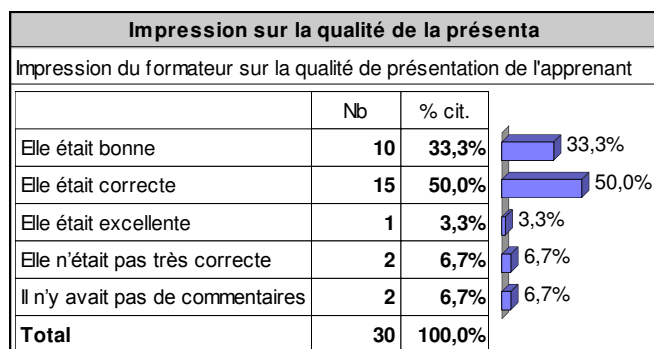 Impression sur la qualité de la présenta
Impression du formateur sur la qualité de présentation de l'apprenant
Nb % cit.
Elle était bonne 10 33,3% 33,3%
Elle était correcte 15 50,0% 50,0%
Elle était excellente 1 3,3% 3,3%
Elle n'était pas très correcte 2 6,7% 6,7%
Il n'y avait pas de commentaires 2 6,7% 6,7%
Total 30 100,0%